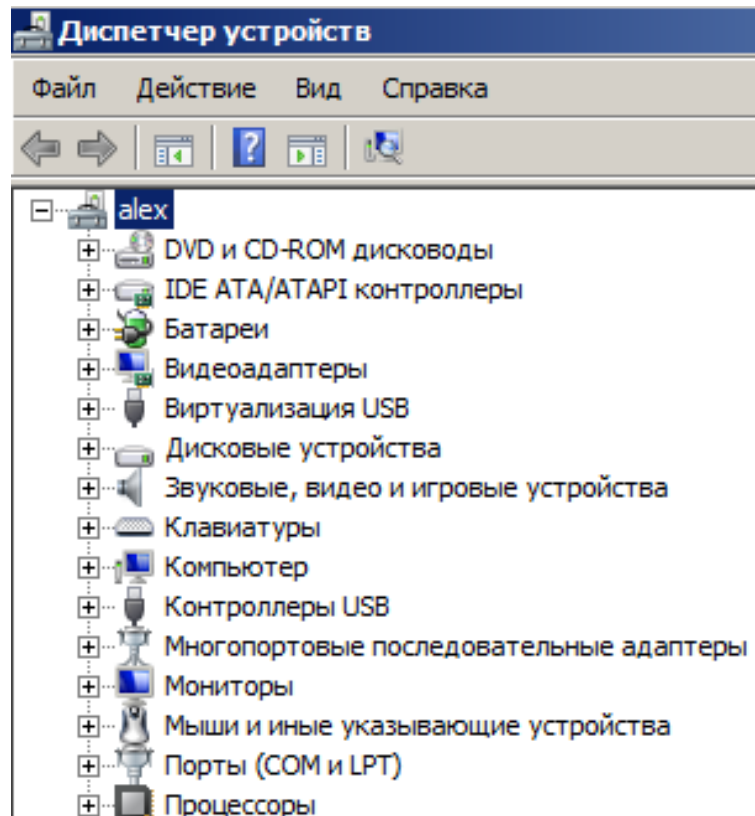 Диспетчер устройств
Файл Действие Вид Справка
alex
DVD и CD-ROM дисководы
IDE ATA/ATAPI контроллеры
Батареи
Видеоадаптеры
Виртуализация USB
Дисковые устройства
Звуковые, видео и игровые устройства
Клавиатуры
Компьютер
Контроллеры USB
Многопортовые последовательные адаптеры
Мониторы
Мыши и иные указывающие устройства
Порты (COM и LPT)
Процессоры